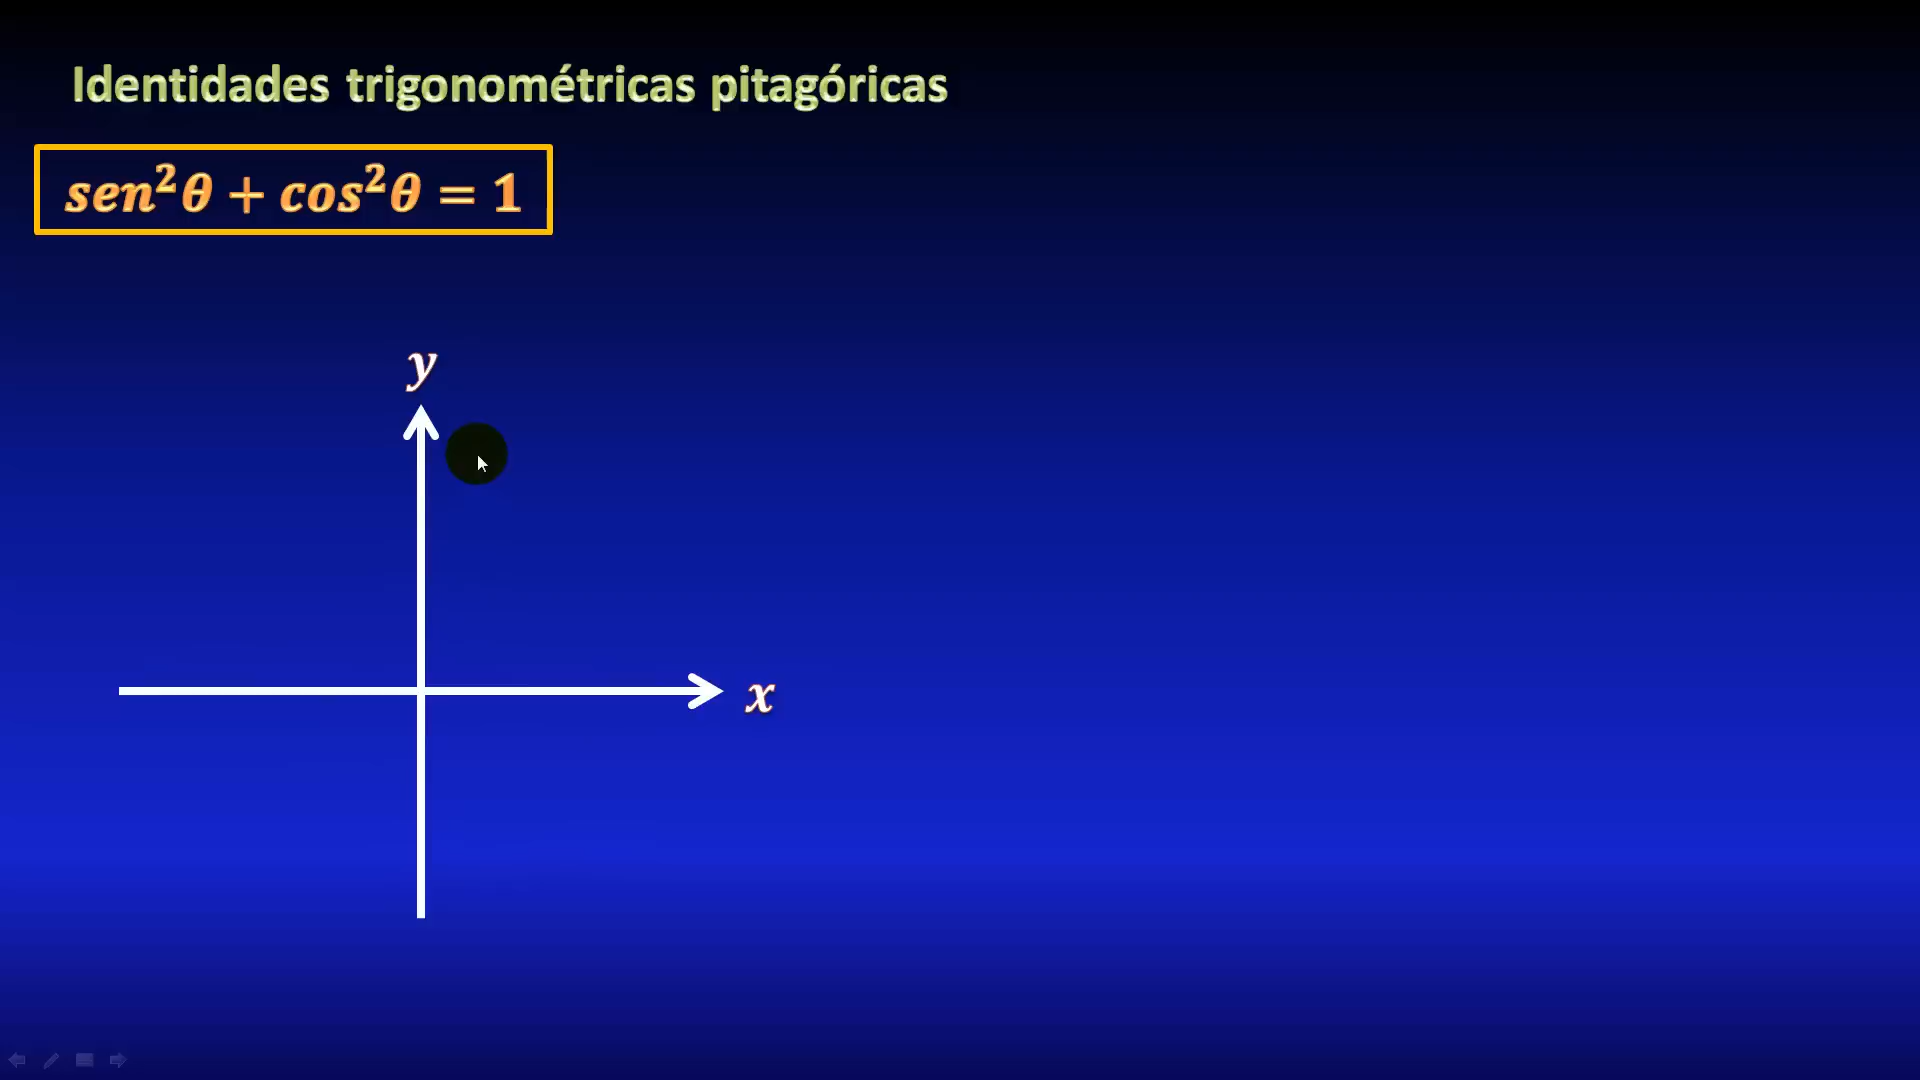 Identidades trigonométricas pitagóricas
sen²θ + cos²θ = 1
y
x